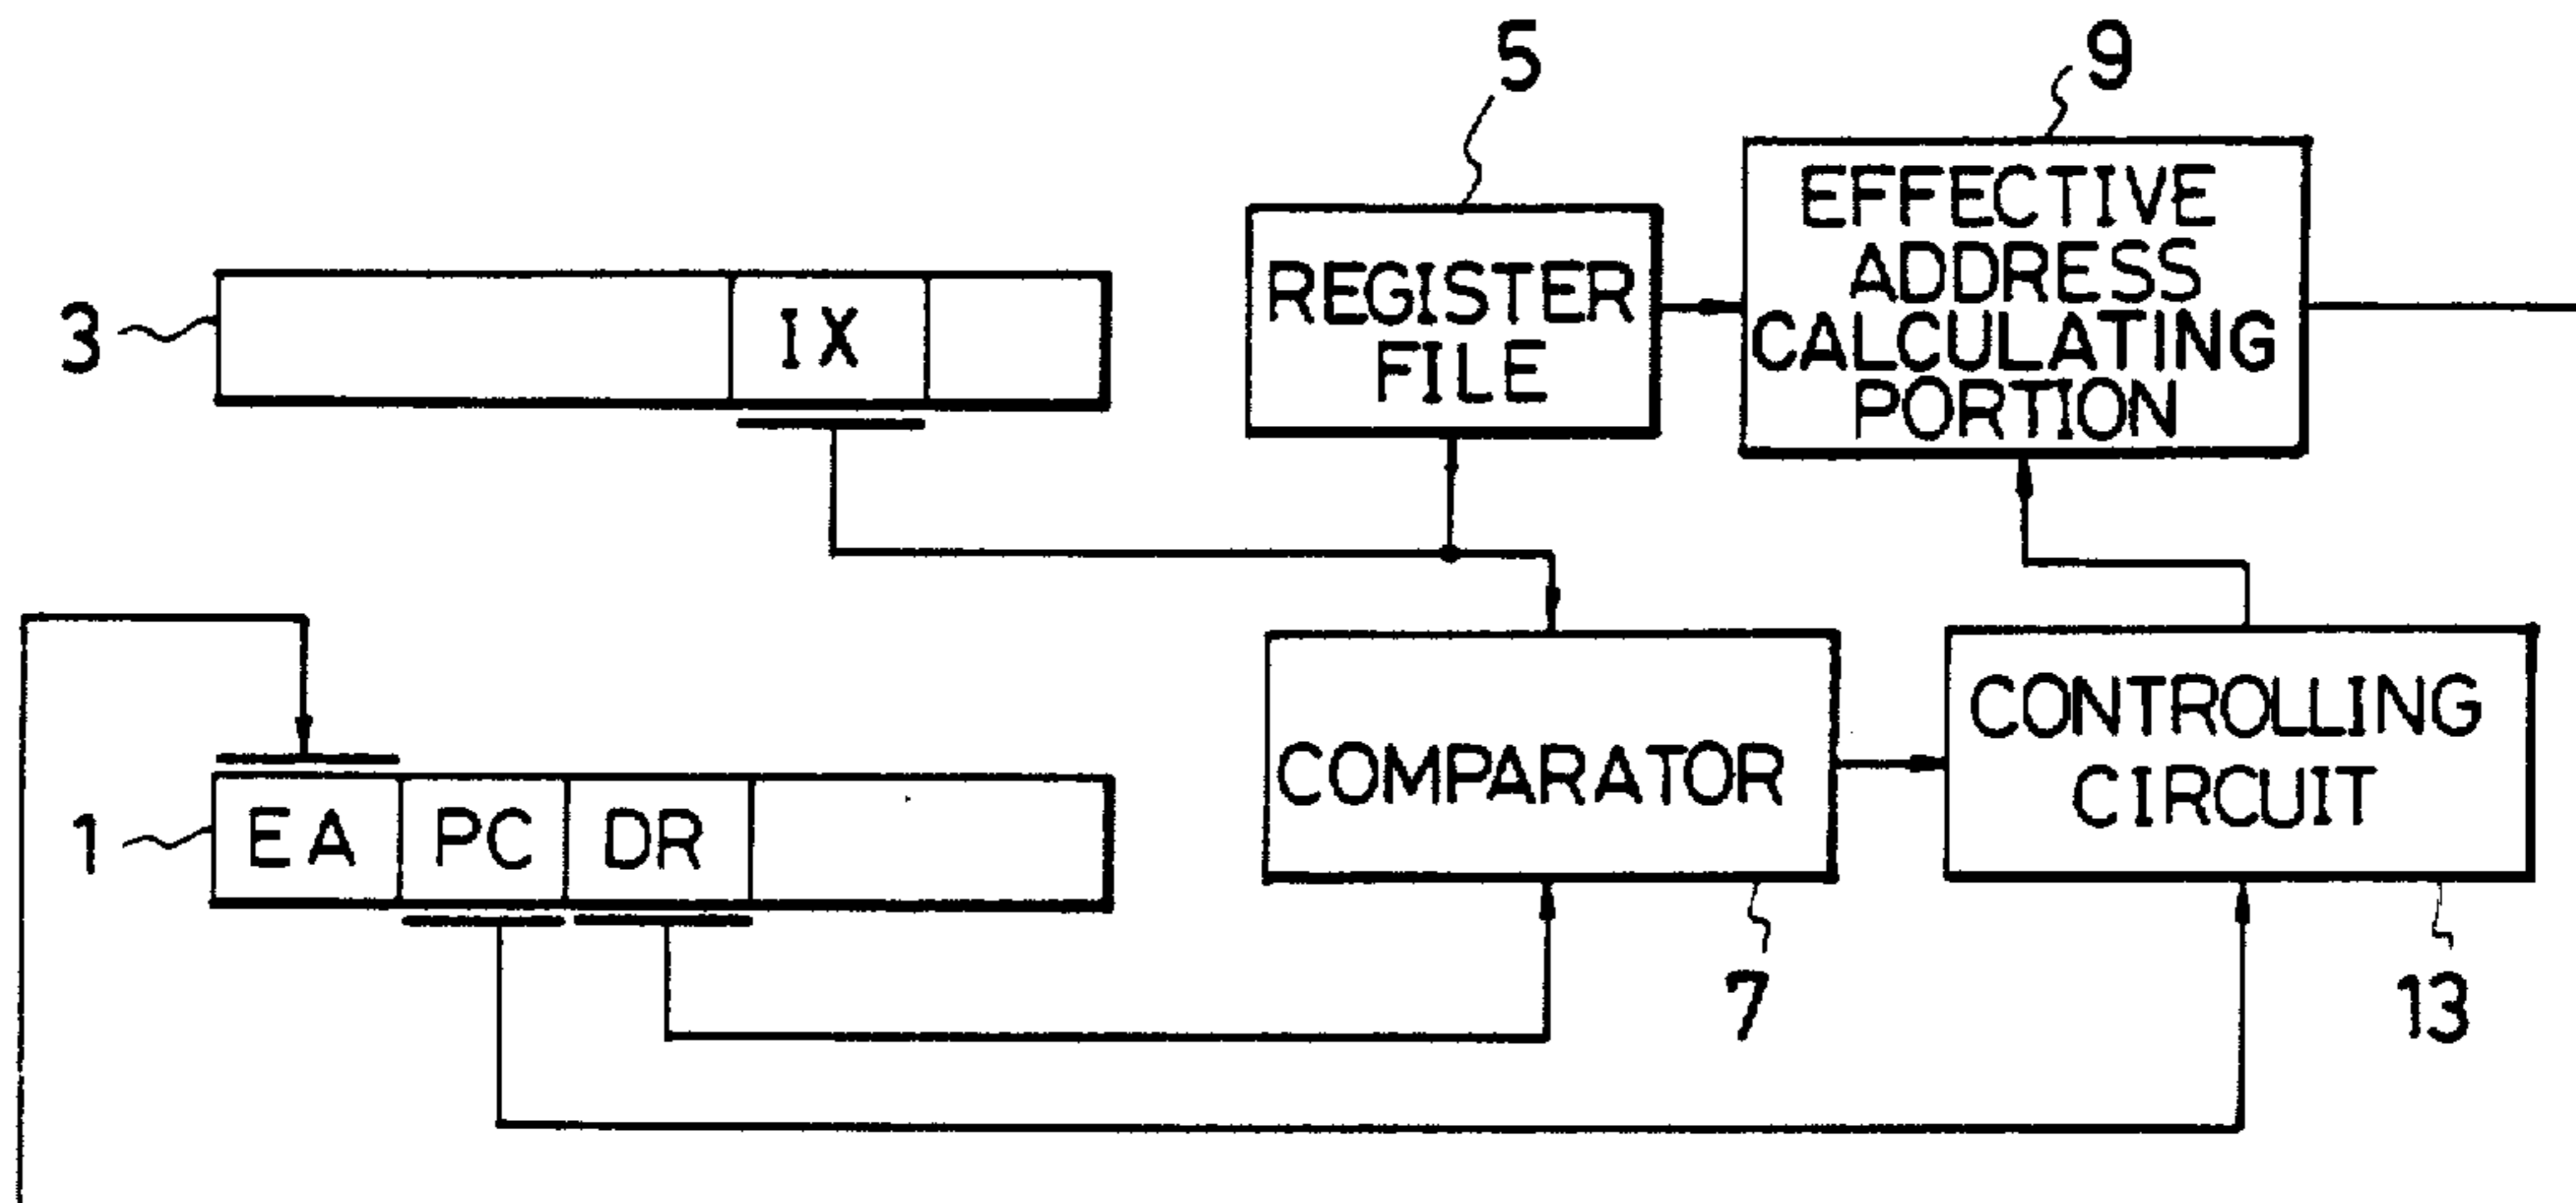 5
9
EFFECTIVE
ADDRESS
CALCULATING
PORTION
REGISTER
FILE
3
IX
CONTROLLING
CIRCUIT
COMPARATOR
1
EA PC DR
7
13